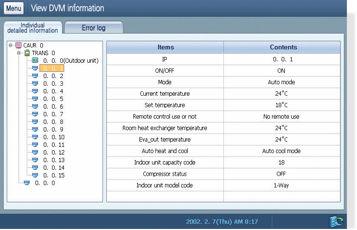 Menu View DVM information
Individual
detailed information
Error log
CAUR 0
TRANS 0
0. 0. 0(Outdoor unit)
0. 0. 1
0. 0. 2
0. 0. 3
0. 0. 4
0. 0. 5
0. 0. 6
0. 0. 7
0. 0. 8
0. 0. 9
0. 0. 10
0. 0. 11
0. 0. 12
0. 0. 13
0. 0. 14
0. 0. 15
0. 0. 0
Items Contents
IP 0. 0. 1
ON/OFF ON
Mode Auto mode
Current temperature 24°C
Set temperature 18°C
Remote control use or not No remote use
Room heat exchanger temperature 24°C
Eva_out temperature 24°C
Auto heat and cool Auto cool mode
Indoor unit capacity code 18
Compressor status OFF
Indoor unit model code 1-Way
2002. 2. 7(Thu) AM 8:17